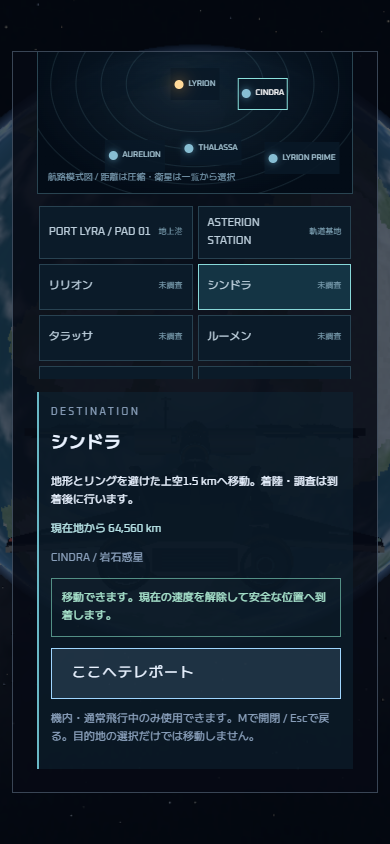 LYRION
CINDRA
AURELION
THALASSA
LYRION PRIME
航路模式図 / 距離は圧縮・衛星は一覧から選択
PORT LYRA / PAD 01 地上港
ASTERION
STATION
軌道基地
リリオン 未調査
シンドラ 未調査
タラッサ 未調査
ルーメン 未調査
DESTINATION
シンドラ
地形とリングを避けた上空1.5 kmへ移動。着陸・調査は到
着後に行います。
現在地から 64,560 km
CINDRA / 岩石惑星
移動できます。現在の速度を解除して安全な位置へ到
着します。
ここへテレポート
機内・通常飛行中のみ使用できます。Mで開閉 / Escで戻
る。目的地の選択だけでは移動しません。